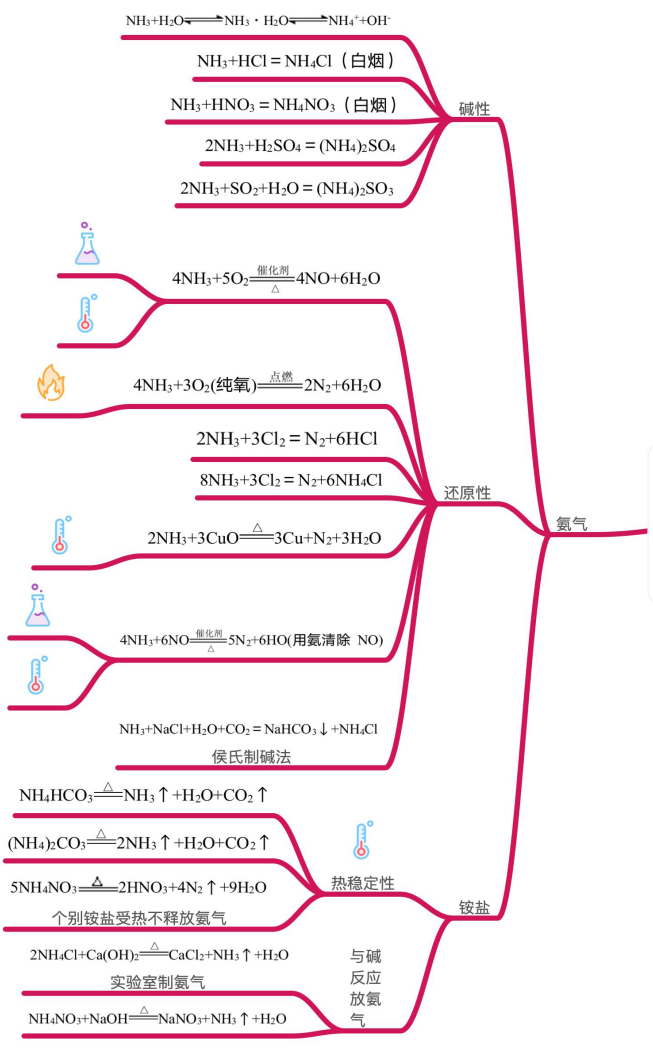 NH₃+H₂O⇌NH₃·H₂O⇌NH₄⁺+OH⁻
NH₃+HCl=NH₄Cl（白烟）
NH₃+HNO₃=NH₄NO₃（白烟）
2NH₃+H₂SO₄=(NH₄)₂SO₄
2NH₃+SO₂+H₂O=(NH₄)₂SO₃
碱性
催化剂
4NH₃+5O₂══4NO+6H₂O
△
点燃
4NH₃+3O₂(纯氧)══2N₂+6H₂O
2NH₃+3Cl₂=N₂+6HCl
8NH₃+3Cl₂=N₂+6NH₄Cl
还原性
氨气
△
2NH₃+3CuO══3Cu+N₂+3H₂O
催化剂
4NH₃+6NO══5N₂+6HO(用氨清除 NO)
△
NH₃+NaCl+H₂O+CO₂=NaHCO₃↓+NH₄Cl
侯氏制碱法
△
NH₄HCO₃══NH₃↑+H₂O+CO₂↑
△
(NH₄)₂CO₃══2NH₃↑+H₂O+CO₂↑
△
5NH₄NO₃══2HNO₃+4N₂↑+9H₂O
个别铵盐受热不释放氨气
热稳定性
铵盐
△
2NH₄Cl+Ca(OH)₂══CaCl₂+NH₃↑+H₂O
实验室制氨气
△
NH₄NO₃+NaOH══NaNO₃+NH₃↑+H₂O
与碱
反应
放氨
气